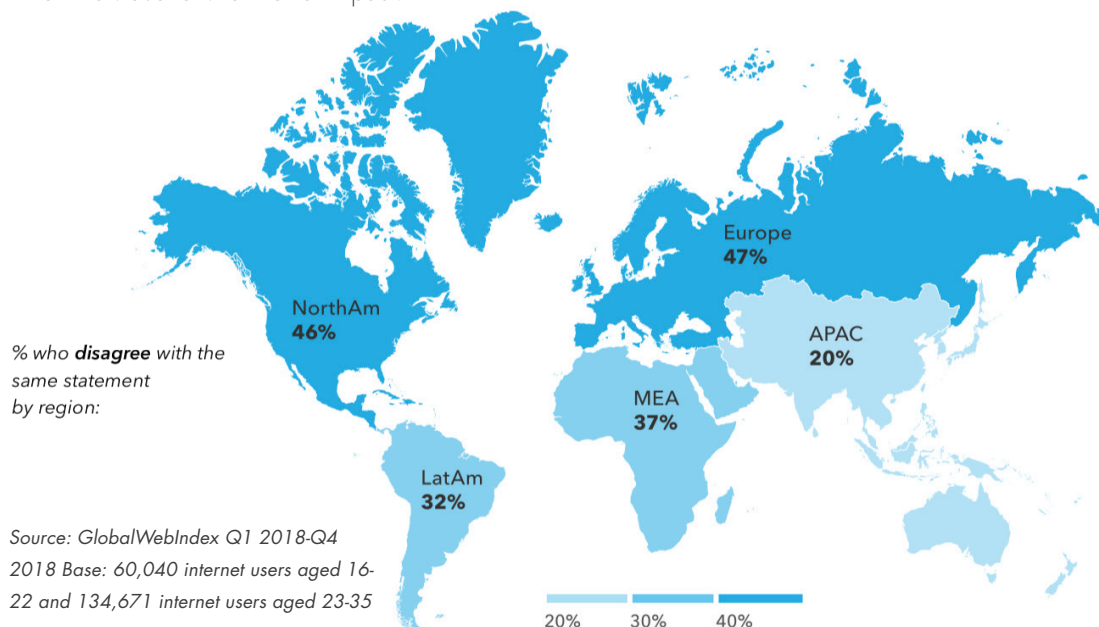 NorthAm
46%
Europe
47%
APAC
20%
MEA
37%
LatAm
32%
% who disagree with the
same statement
by region:
Source: GlobalWebIndex Q1 2018-Q4
2018 Base: 60,040 internet users aged 16-
22 and 134,671 internet users aged 23-35
20% 30% 40%